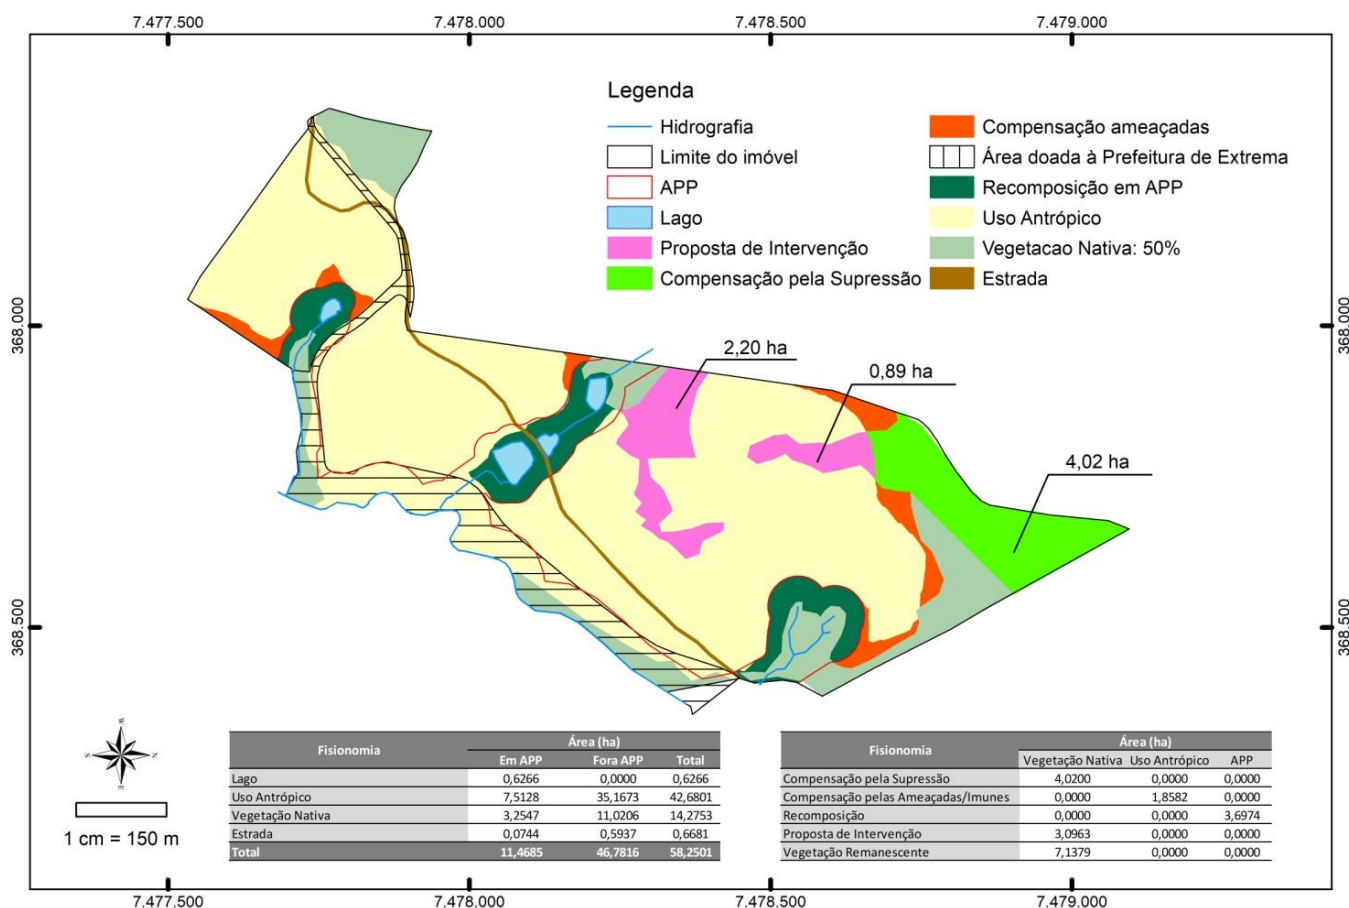 7.477.500 7.478.000 7.478.500 7.479.000
Legenda
Hidrografia
Limite do imóvel
APP
Lago
Proposta de Intervenção
Compensação pela Supressão
Compensação ameaçadas
Área doada à Prefeitura de Extrema
Recomposição em APP
Uso Antrópico
Vegetacao Nativa: 50%
Estrada
368.000 368.000
2,20 ha
0,89 ha
4,02 ha
368.500 368.500
W
S N
E
1 cm = 150 m
Fisionomia Área (ha)
Em APP Fora APP Total
Lago 0,6266 0,0000 0,6266
Uso Antrópico 7,5128 35,1673 42,6801
Vegetação Nativa 3,2547 11,0206 14,2753
Estrada 0,0744 0,5937 0,6681
Total 11,4685 46,7816 58,2501
Fisionomia Área (ha)
Vegetação Nativa Uso Antrópico APP
Compensação pela Supressão 4,0200 0,0000 0,0000
Compensação pelas Ameaçadas/Imunes 0,0000 1,8582 0,0000
Recomposição 0,0000 0,0000 3,6974
Proposta de Intervenção 3,0963 0,0000 0,0000
Vegetação Remanescente 7,1379 0,0000 0,0000
7.477.500 7.478.000 7.478.500 7.479.000